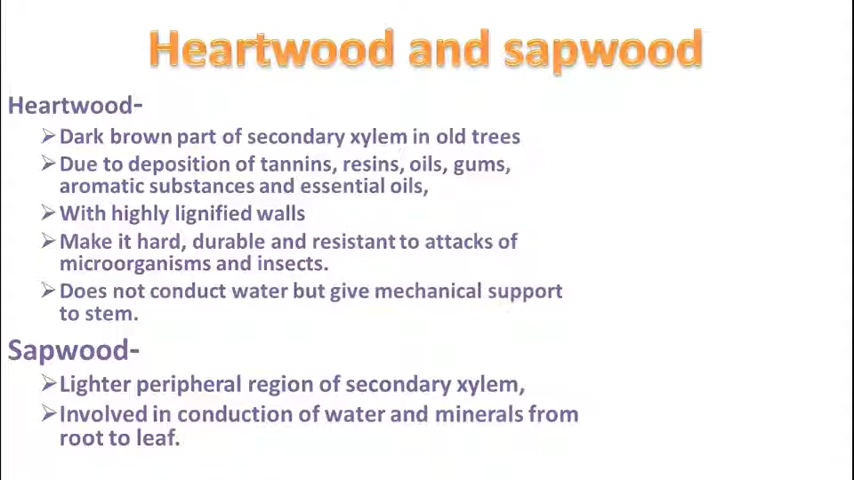 Heartwood and sapwood
Heartwood-
➢Dark brown part of secondary xylem in old trees
➢Due to deposition of tannins, resins, oils, gums,
aromatic substances and essential oils,
➢With highly lignified walls
➢Make it hard, durable and resistant to attacks of
microorganisms and insects.
➢Does not conduct water but give mechanical support
to stem.
Sapwood-
➢Lighter peripheral region of secondary xylem,
➢Involved in conduction of water and minerals from
root to leaf.